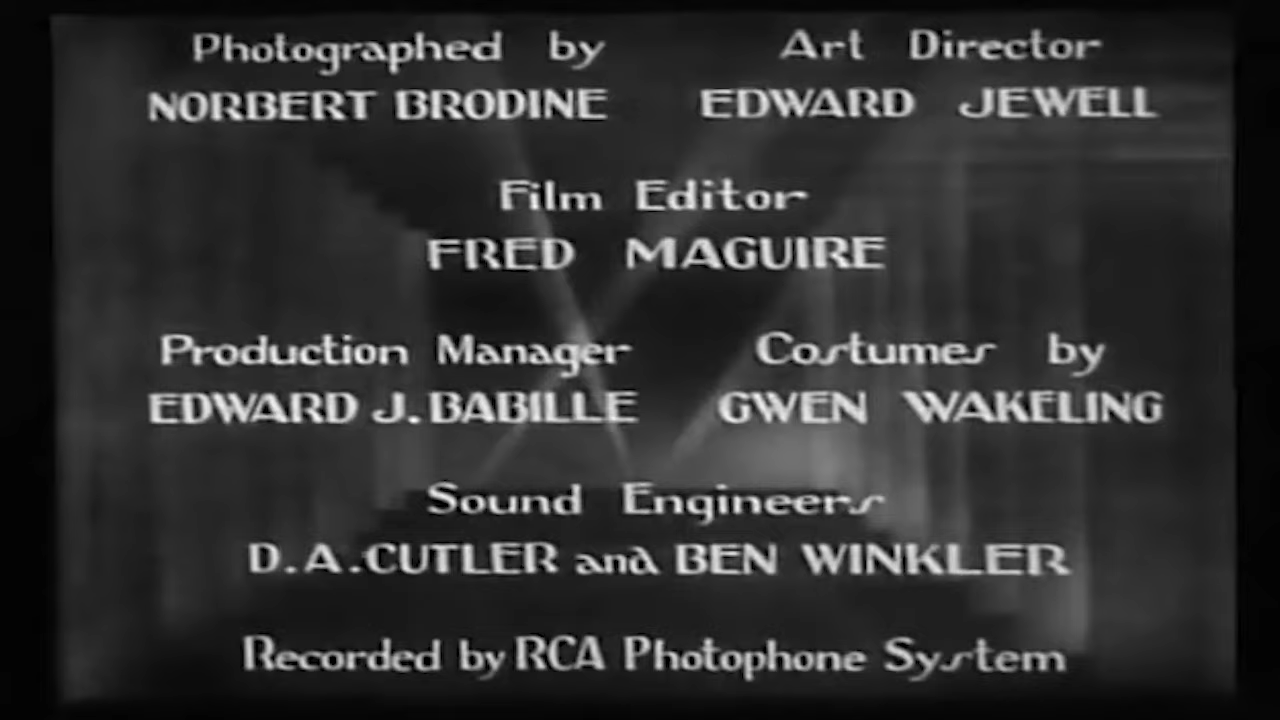 Photographed by Art Director
NORBERT BRODINE EDWARD JEWELL
Film Editor
FRED MAGUIRE
Production Manager Costumes by
EDWARD J. BABILLE GWEN WAKELING
Sound Engineers
D. A. CUTLER and BEN WINKLER
Recorded by RCA Photophone System